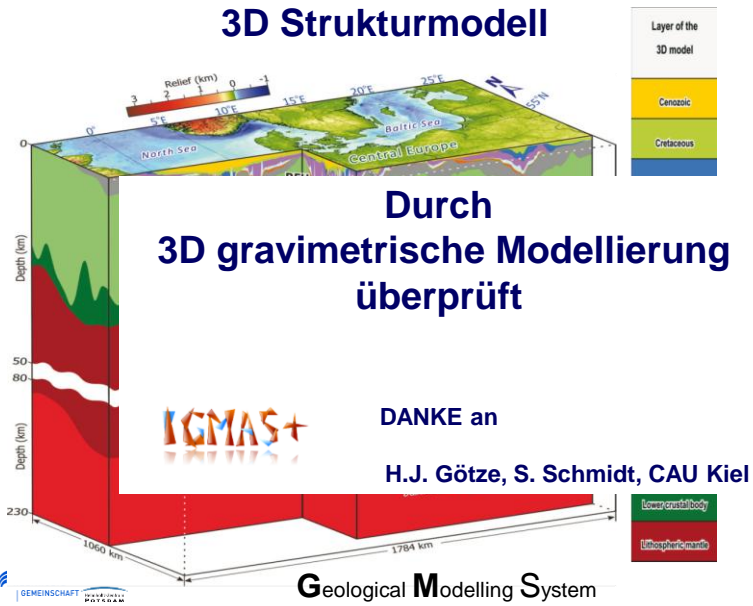 3D Strukturmodell
Layer of the
3D model
Cenozoic
Cretaceous
Relief (km)
3 2 1 0 -1
0° 5°E 10°E 15°E 20°E 25°E
N
55°N
North Sea
Baltic Sea
Central Europe
0
Depth (km)
50
80
Depth (km)
230
Durch
3D gravimetrische Modellierung
überprüft
IGMAS+
DANKE an
H.J. Götze, S. Schmidt, CAU Kiel
Lower crustal body
Lithospheric mantle
1060 km
1784 km
GEMEINSCHAFT
POTSDAM
Geological Modelling System